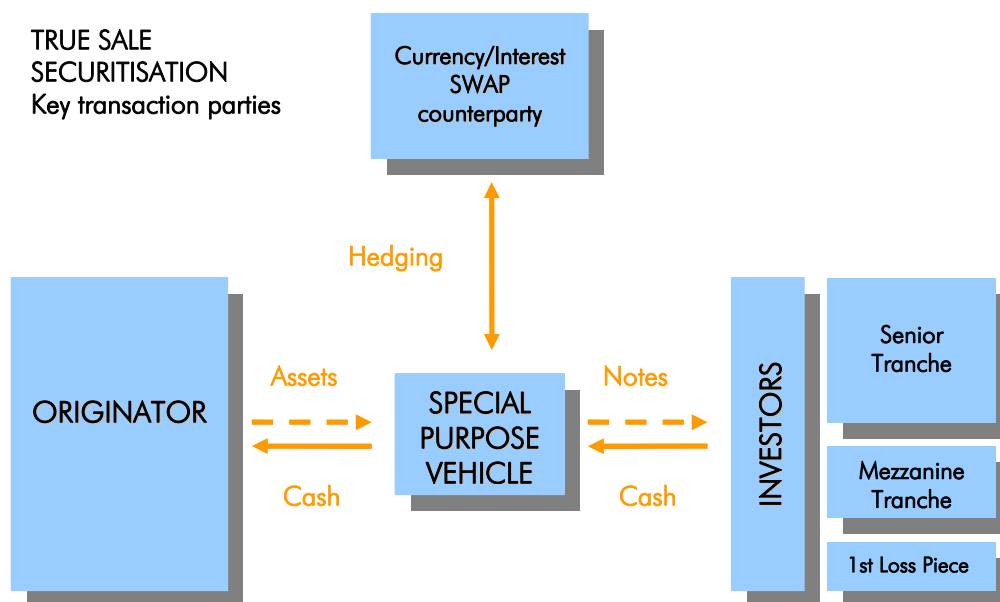 TRUE SALE
SECURITISATION
Key transaction parties
Currency/Interest
SWAP
counterparty
Hedging
ORIGINATOR
Assets
Cash
SPECIAL
PURPOSE
VEHICLE
Notes
Cash
INVESTORS
Senior
Tranche
Mezzanine
Tranche
1st Loss Piece